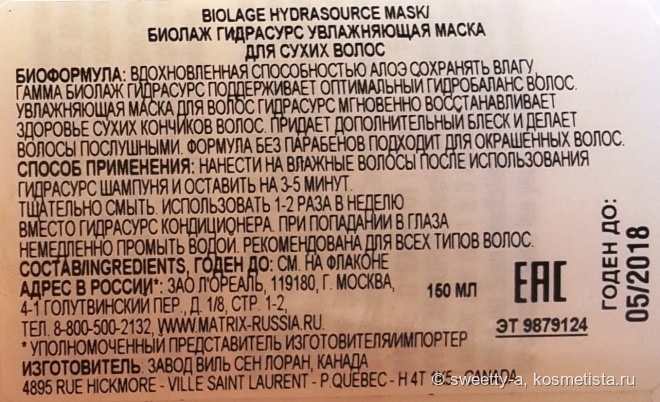 BIOLAGE HYDRASOURCE MASK/
БИОЛАЖ ГИДРАСУРС УВЛАЖНЯЮЩАЯ МАСКА
ДЛЯ СУХИХ ВОЛОС
БИОФОРМУЛА: ВДОХНОВЛЕННАЯ СПОСОБНОСТЬЮ АЛОЭ СОХРАНЯТЬ ВЛАГУ,
ГАММА БИОЛАЖ ГИДРАСУРС ПОДДЕРЖИВАЕТ ОПТИМАЛЬНЫЙ ГИДРОБАЛАНС ВОЛОС.
УВЛАЖНЯЮЩАЯ МАСКА ДЛЯ ВОЛОС ГИДРАСУРС МГНОВЕННО ВОССТАНАВЛИВАЕТ
ЗДОРОВЬЕ СУХИХ КОНЧИКОВ ВОЛОС. ПРИДАЕТ ДОПОЛНИТЕЛЬНЫЙ БЛЕСК И ДЕЛАЕТ
ВОЛОСЫ ПОСЛУШНЫМИ. ФОРМУЛА БЕЗ ПАРАБЕНОВ ПОДХОДИТ ДЛЯ ОКРАШЕННЫХ ВОЛОС.
СПОСОБ ПРИМЕНЕНИЯ: НАНЕСТИ НА ВЛАЖНЫЕ ВОЛОСЫ ПОСЛЕ ИСПОЛЬЗОВАНИЯ
ГИДРАСУРС ШАМПУНЯ И ОСТАВИТЬ НА 3-5 МИНУТ.
ТЩАТЕЛЬНО СМЫТЬ. ИСПОЛЬЗОВАТЬ 1-2 РАЗА В НЕДЕЛЮ
ВМЕСТО ГИДРАСУРС КОНДИЦИОНЕРА. ПРИ ПОПАДАНИИ В ГЛАЗА
НЕМЕДЛЕННО ПРОМЫТЬ ВОДОЙ. РЕКОМЕНДОВАНА ДЛЯ ВСЕХ ТИПОВ ВОЛОС.
СОСТАВ/INGREDIENTS, ГОДЕН ДО: СМ. НА ФЛАКОНЕ
АДРЕС В РОССИИ*: ЗАО Л'ОРЕАЛЬ, 119180, Г. МОСКВА,
4-1 ГОЛУТВИНСКИЙ ПЕР., Д. 1/8, СТР. 1-2,
ТЕЛ. 8-800-500-2132, WWW.MATRIX-RUSSIA.RU.
* УПОЛНОМОЧЕННЫЙ ПРЕДСТАВИТЕЛЬ ИЗГОТОВИТЕЛЯ/ИМПОРТЕР
ИЗГОТОВИТЕЛЬ: ЗАВОД ВИЛЬ СЕН ЛОРАН, КАНАДА
4895 RUE HICKMORE - VILLE SAINT LAURENT - P.QUEBEC - H 4T 1K5 - CANADA
150 МЛ
EAC
ЭТ 9879124
ГОДЕН ДО:
05/2018
© sweetty-a, kosmetista.ru